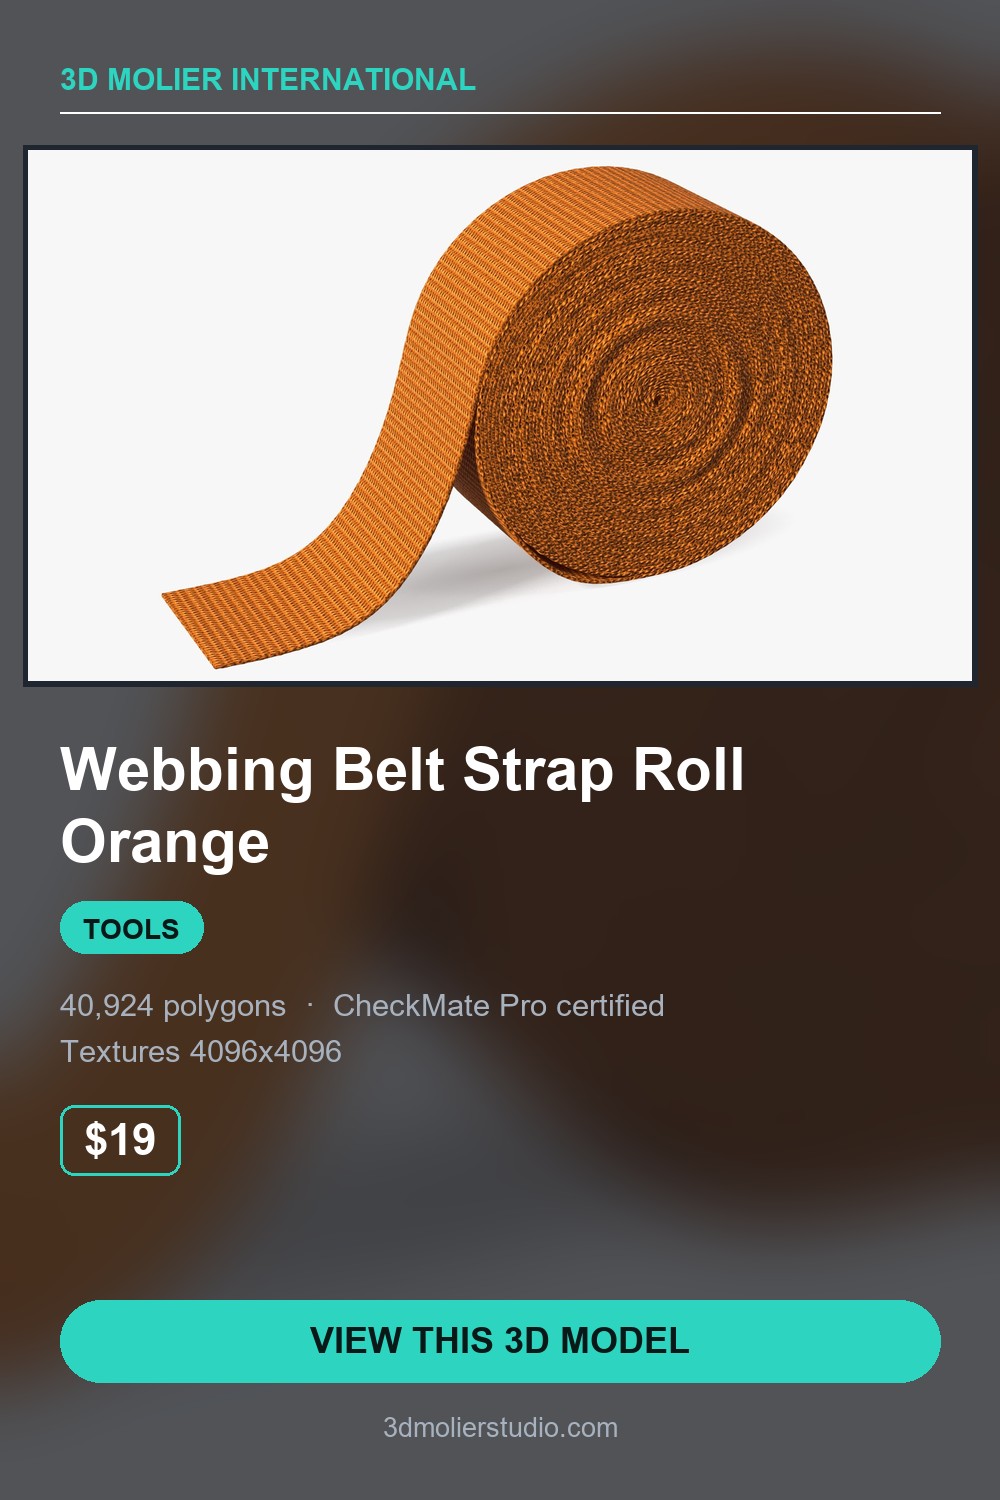 3D MOLIER INTERNATIONAL
Webbing Belt Strap Roll
Orange
TOOLS
40,924 polygons · CheckMate Pro certified
Textures 4096x4096
$19
VIEW THIS 3D MODEL
3dmolierstudio.com